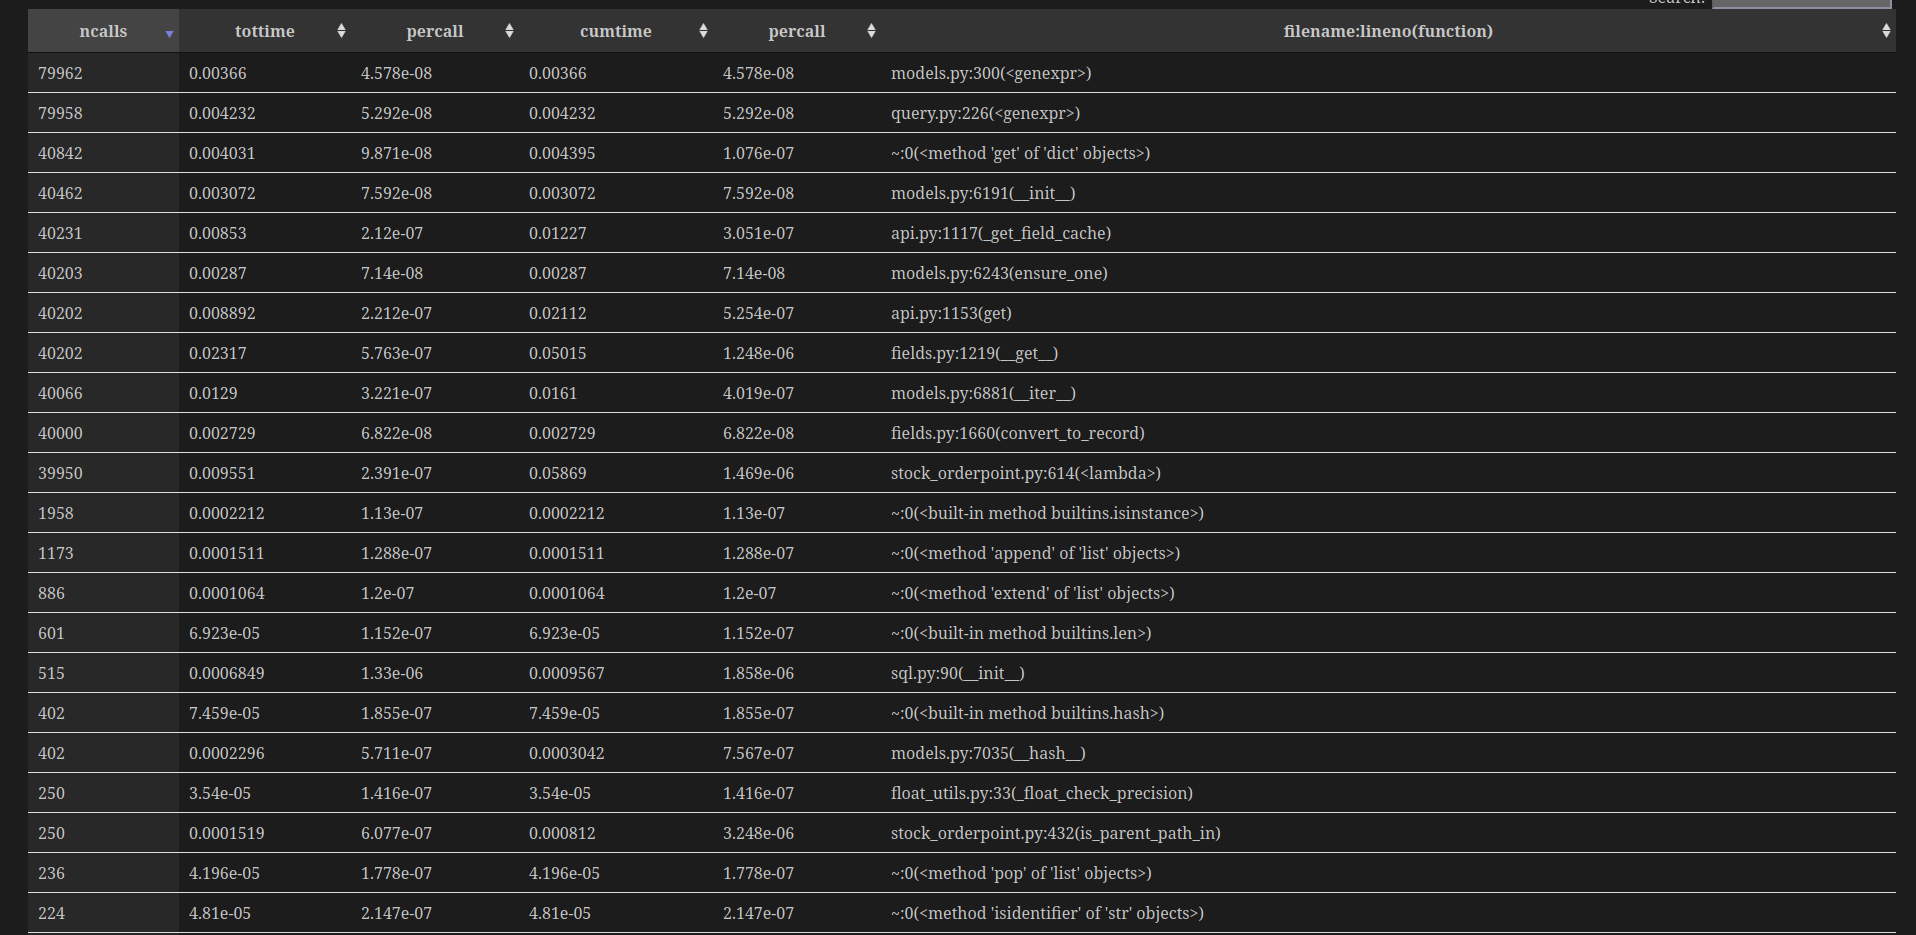 Search:
ncalls tottime percall cumtime percall filename:lineno(function)
79962 0.00366 4.578e-08 0.00366 4.578e-08 models.py:300(<genexpr>)
79958 0.004232 5.292e-08 0.004232 5.292e-08 query.py:226(<genexpr>)
40842 0.004031 9.871e-08 0.004395 1.076e-07 ~:0(<method 'get' of 'dict' objects>)
40462 0.003072 7.592e-08 0.003072 7.592e-08 models.py:6191(__init__)
40231 0.00853 2.12e-07 0.01227 3.051e-07 api.py:1117(_get_field_cache)
40203 0.00287 7.14e-08 0.00287 7.14e-08 models.py:6243(ensure_one)
40202 0.008892 2.212e-07 0.02112 5.254e-07 api.py:1153(get)
40202 0.02317 5.763e-07 0.05015 1.248e-06 fields.py:1219(__get__)
40066 0.0129 3.221e-07 0.0161 4.019e-07 models.py:6881(__iter__)
40000 0.002729 6.822e-08 0.002729 6.822e-08 fields.py:1660(convert_to_record)
39950 0.009551 2.391e-07 0.05869 1.469e-06 stock_orderpoint.py:614(<lambda>)
1958 0.0002212 1.13e-07 0.0002212 1.13e-07 ~:0(<built-in method builtins.isinstance>)
1173 0.0001511 1.288e-07 0.0001511 1.288e-07 ~:0(<method 'append' of 'list' objects>)
886 0.0001064 1.2e-07 0.0001064 1.2e-07 ~:0(<method 'extend' of 'list' objects>)
601 6.923e-05 1.152e-07 6.923e-05 1.152e-07 ~:0(<built-in method builtins.len>)
515 0.0006849 1.33e-06 0.0009567 1.858e-06 sql.py:90(__init__)
402 7.459e-05 1.855e-07 7.459e-05 1.855e-07 ~:0(<built-in method builtins.hash>)
402 0.0002296 5.711e-07 0.0003042 7.567e-07 models.py:7035(__hash__)
250 3.54e-05 1.416e-07 3.54e-05 1.416e-07 float_utils.py:33(_float_check_precision)
250 0.0001519 6.077e-07 0.000812 3.248e-06 stock_orderpoint.py:432(is_parent_path_in)
236 4.196e-05 1.778e-07 4.196e-05 1.778e-07 ~:0(<method 'pop' of 'list' objects>)
224 4.81e-05 2.147e-07 4.81e-05 2.147e-07 ~:0(<method 'isidentifier' of 'str' objects>)